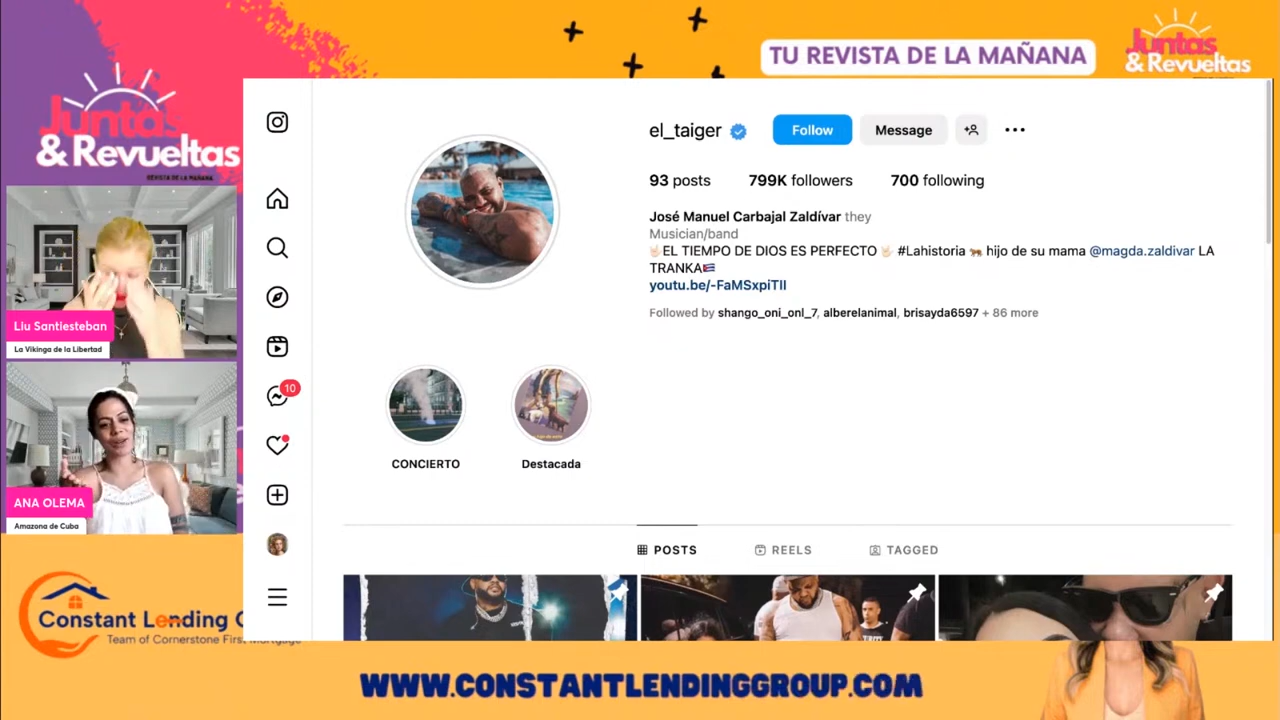 TU REVISTA DE LA MAÑANA
Juntas
& Revueltas
Juntas
& Revueltas
REVISTA DE LA MAÑANA
Liu Santiesteban
La Vikinga de la Libertad
ANA OLEMA
Amazona de Cuba
10
el_taiger
Follow
Message
93 posts
799K followers
700 following
José Manuel Carbajal Zaldívar they
Musician/band
🤟🏻EL TIEMPO DE DIOS ES PERFECTO 🤟🏻 #Lahistoria 🐅 hijo de su mama @magda.zaldivar LA
TRANKA🇨🇺
youtu.be/-FaMSxpiTlI
Followed by shango_oni_onl_7, alberelanimal, brisayda6597 + 86 more
CONCIERTO
Destacada
POSTS
REELS
TAGGED
Constant Lending G
Team of Cornerstone First Mortgage
WWW.CONSTANTLENDINGGROUP.COM